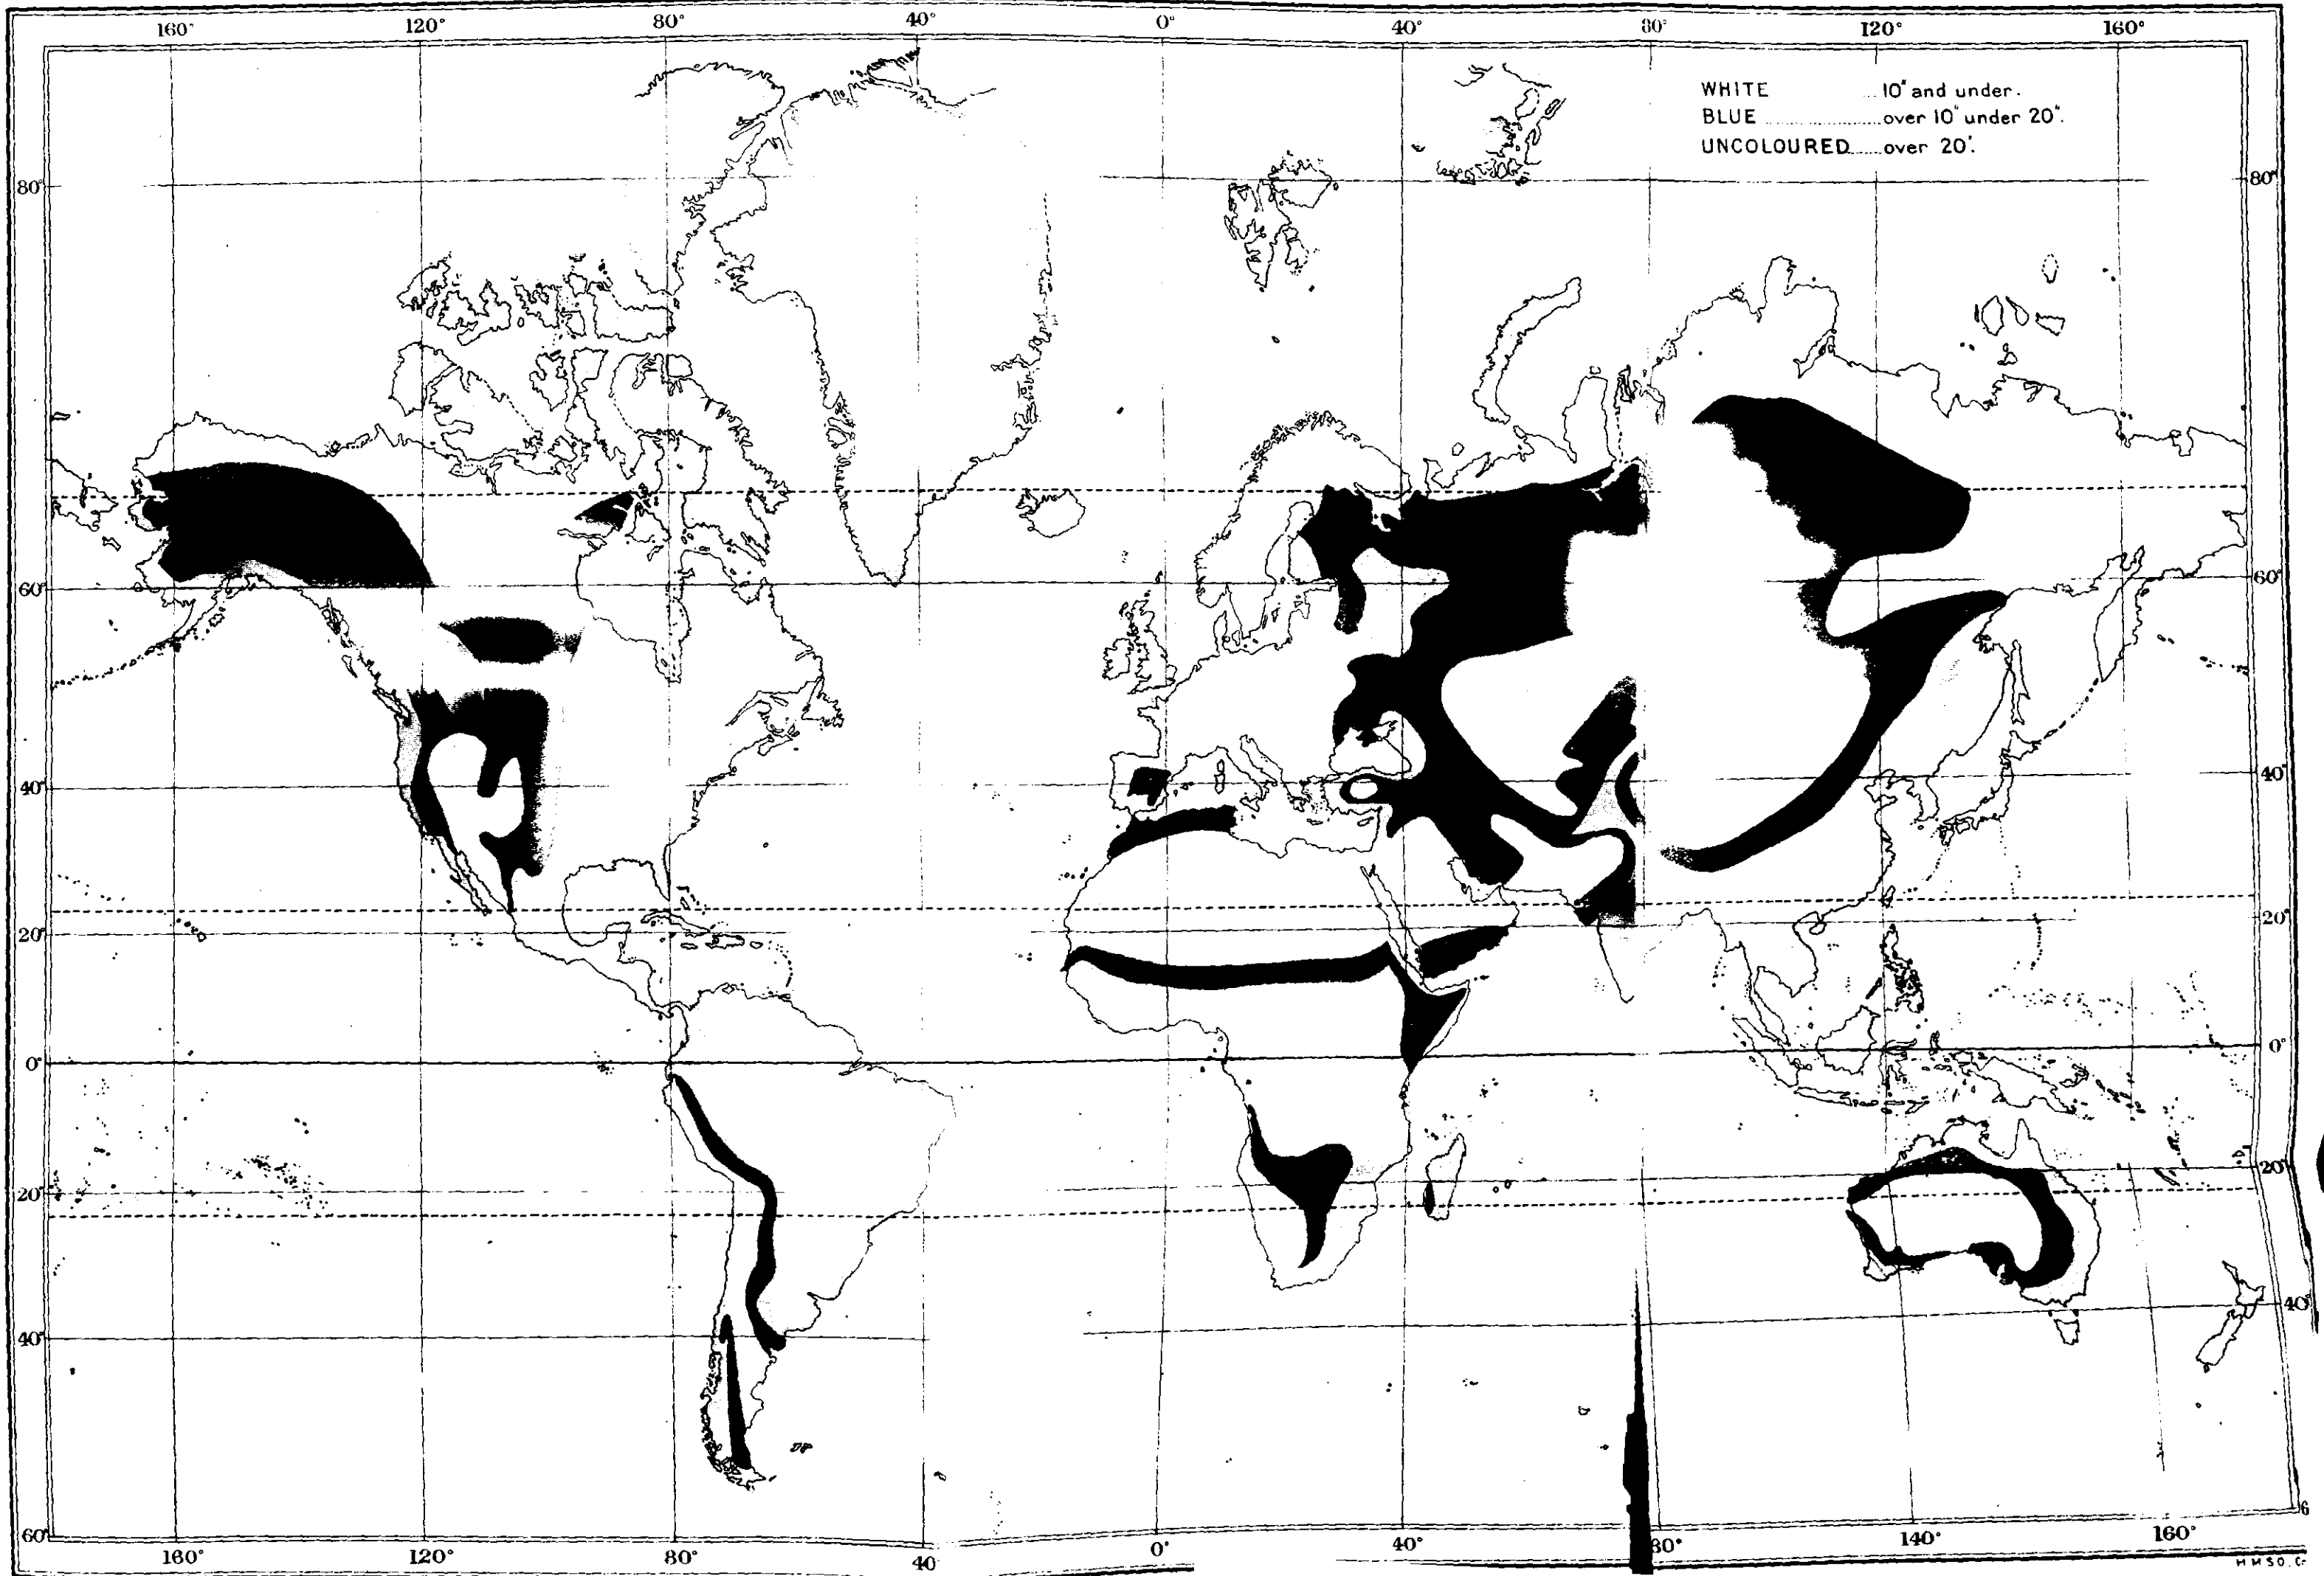 160° 120° 80° 40° 0° 40° 80° 120° 160°
WHITE ... 10" and under.
BLUE .................... over 10" under 20".
UNCOLOURED ...... over 20".
80° 80°
60° 60°
40° 40°
20° 20°
0° 0°
20° 20°
40° 40°
60° 6
180° 120° 80° 40 0° 40° 80° 140° 160°
H M S O. C